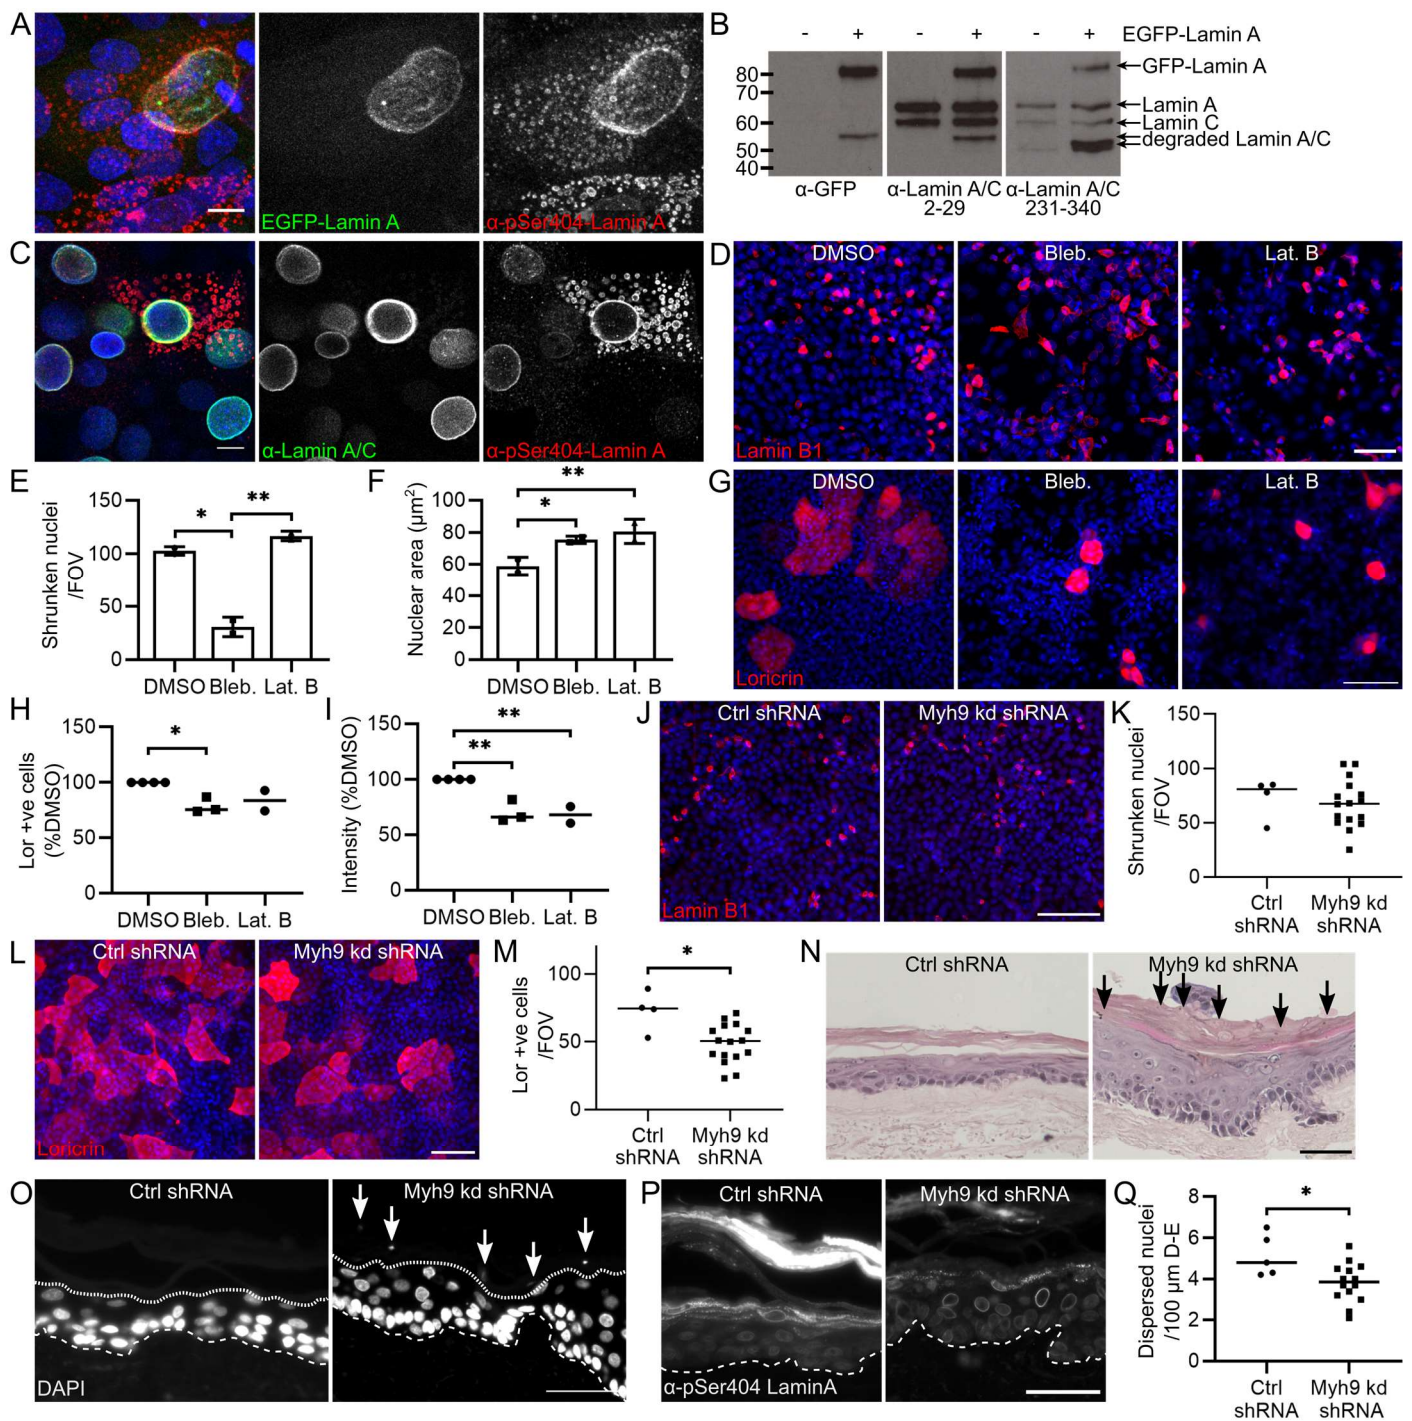 A
EGFP-Lamin A
α-pSer404-Lamin A
B
- + - + - + EGFP-Lamin A
80
70
60
50
40
GFP-Lamin A
Lamin A
Lamin C
degraded Lamin A/C
α-GFP α-Lamin A/C α-Lamin A/C
2-29 231-340
C
α-Lamin A/C
α-pSer404-Lamin A
D
DMSO Bleb. Lat. B
Lamin B1
E
Shrunken nuclei
/FOV
150
100
50
0
* **
DMSO Bleb. Lat. B
F
Nuclear area (µm²)
100
80
60
40
20
0
**
*
DMSO Bleb. Lat. B
G
DMSO Bleb. Lat. B
Loricrin
H
Lor +ve cells
(%DMSO)
150
100
50
0
*
DMSO Bleb. Lat. B
I
Intensity (%DMSO)
150
100
50
0
**
**
DMSO Bleb. Lat. B
J
Ctrl shRNA Myh9 kd shRNA
Lamin B1
K
Shrunken nuclei
/FOV
150
100
50
0
Ctrl Myh9 kd
shRNA shRNA
L
Ctrl shRNA Myh9 kd shRNA
Loricrin
M
Lor +ve cells
/FOV
100
50
0
*
Ctrl Myh9 kd
shRNA shRNA
N
Ctrl shRNA Myh9 kd shRNA
O
Ctrl shRNA Myh9 kd shRNA
DAPI
P
Ctrl shRNA Myh9 kd shRNA
α-pSer404 LaminA
Q
Dispersed nuclei
/100 µm D-E
8
6
4
2
0
*
Ctrl Myh9 kd
shRNA shRNA